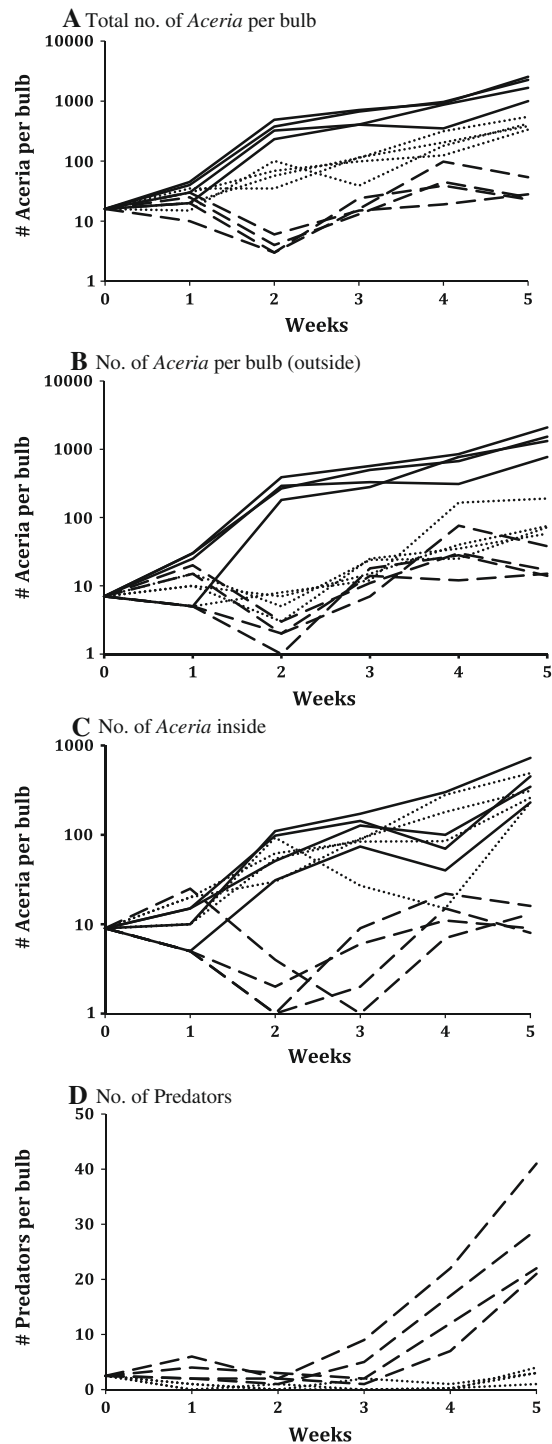 A Total no. of Aceria per bulb
10000
1000
100
10
1
# Aceria per bulb
0 1 2 3 4 5
Weeks
B No. of Aceria per bulb (outside)
10000
1000
100
10
1
# Aceria per bulb
0 1 2 3 4 5
Weeks
C No. of Aceria inside
1000
100
10
1
# Aceria per bulb
0 1 2 3 4 5
Weeks
D No. of Predators
50
40
30
20
10
0
# Predators per bulb
0 1 2 3 4 5
Weeks